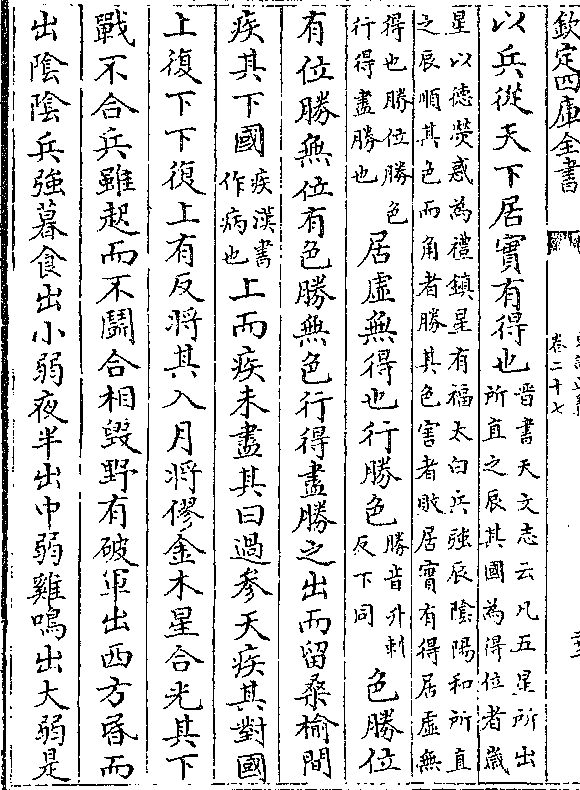 欽定四庫全書
卷二十七
以兵從天下居實有得也晉書天文志云凡五星所出
所直之辰其國為得位者歲
星以德熒惑為禮鎮星有福太白兵強辰陰陽和所直
之辰順其色而角者勝其色害者敗居實有得居虛無
得也勝位勝色
行得盡勝也
居虛無得也行勝色勝音升剩
反下同
色勝位
有位勝無位有色勝無色行得盡勝之出而留桑榆間
疾其下國疾漢書
作病也
上而疾未盡其日過參天疾其對國
上復下下復上有反將其入月將僇金木星合光其下
戰不合兵雖起而不鬭合相毀野有破軍出西方昏而
出陰陰兵強暮食出小弱夜半出中弱雞鳴出大弱是